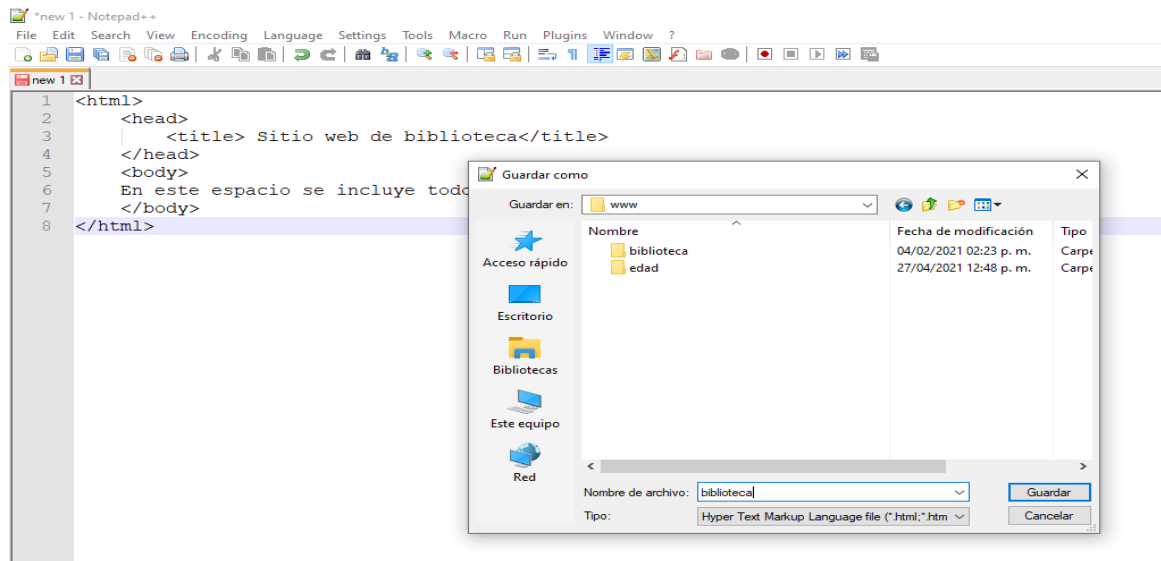 *new 1 - Notepad++
File Edit Search View Encoding Language Settings Tools Macro Run Plugins Window ?
new 1
1 <html>
2 <head>
3 <title> Sitio web de biblioteca</title>
4 </head>
5 <body>
6 En este espacio se incluye todo
7 </body>
8 </html>
Guardar como
Guardar en: www
Nombre Fecha de modificación Tipo
biblioteca 04/02/2021 02:23 p. m. Carpe
edad 27/04/2021 12:48 p. m. Carpe
Acceso rápido
Escritorio
Bibliotecas
Este equipo
Red
Nombre de archivo: biblioteca Guardar
Tipo: Hyper Text Markup Language file (*.html;*.htm Cancelar